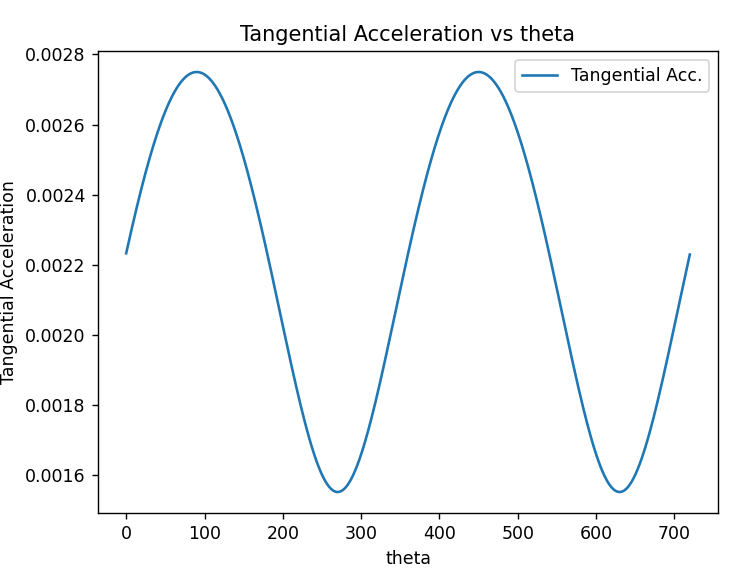 Tangential Acceleration vs theta
Tangential Acc.
0.0028
0.0026
0.0024
0.0022
0.0020
0.0018
0.0016
Tangential Acceleration
0 100 200 300 400 500 600 700
theta